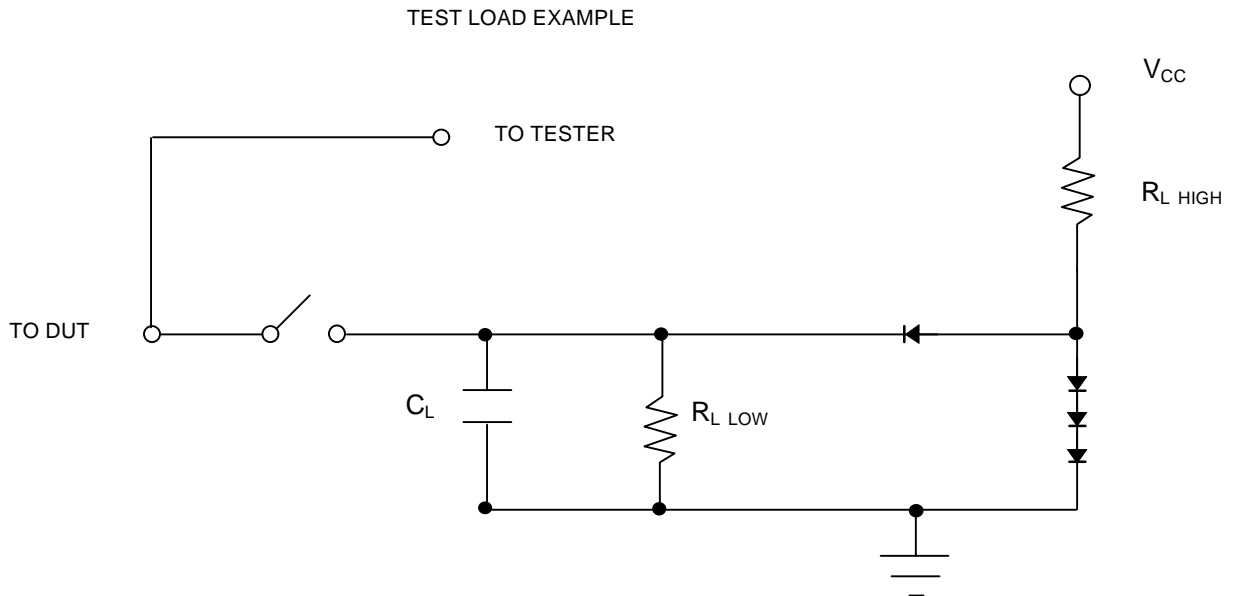 TEST LOAD EXAMPLE
V_CC
TO TESTER
R_L HIGH
TO DUT
C_L
R_L LOW